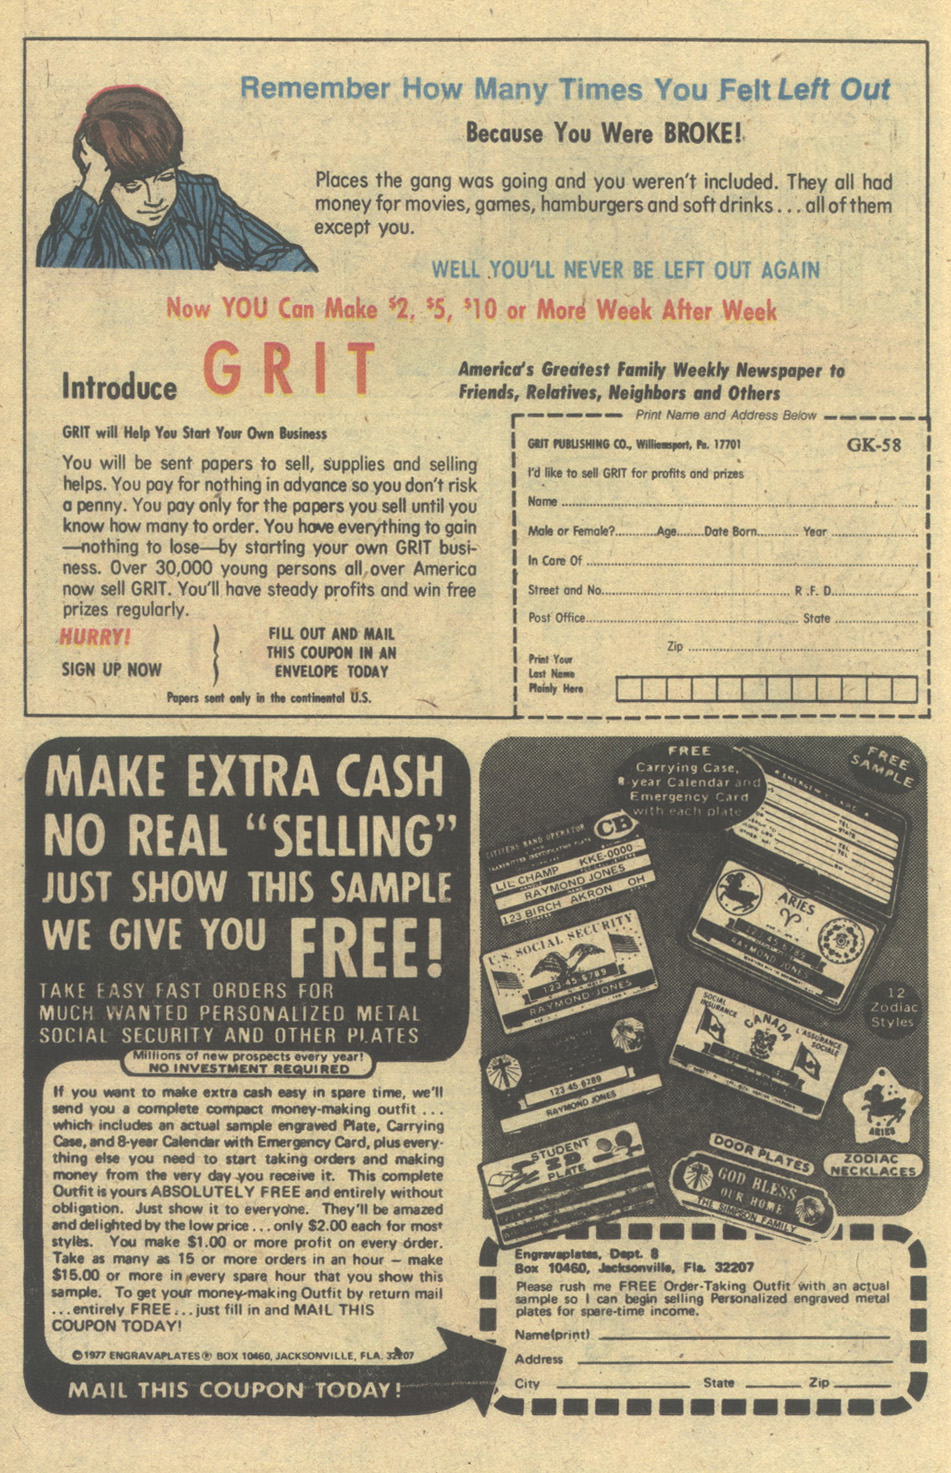 Remember How Many Times You Felt Left Out
Because You Were BROKE!
Places the gang was going and you weren't included. They all had
money for movies, games, hamburgers and soft drinks . . . all of them
except you.
WELL YOU'LL NEVER BE LEFT OUT AGAIN
Now YOU Can Make $2, $5, $10 or More Week After Week
Introduce GRIT
America's Greatest Family Weekly Newspaper to
Friends, Relatives, Neighbors and Others
GRIT will Help You Start Your Own Business
You will be sent papers to sell, supplies and selling
helps. You pay for nothing in advance so you don't risk
a penny. You pay only for the papers you sell until you
know how many to order. You have everything to gain
—nothing to lose—by starting your own GRIT busi-
ness. Over 30,000 young persons all over America
now sell GRIT. You'll have steady profits and win free
prizes regularly.
HURRY!
SIGN UP NOW
FILL OUT AND MAIL
THIS COUPON IN AN
ENVELOPE TODAY
Papers sent only in the continental U.S.
Print Name and Address Below
GRIT PUBLISHING CO., Williamsport, Pa. 17701 GK-58
I'd like to sell GRIT for profits and prizes
Name
Male or Female? Age Date Born Year
In Care Of
Street and No. R .F. D.
Post Office State
Zip
Print Your
Last Name
Plainly Here
MAKE EXTRA CASH
NO REAL "SELLING"
JUST SHOW THIS SAMPLE
WE GIVE YOU FREE!
TAKE EASY FAST ORDERS FOR
MUCH WANTED PERSONALIZED METAL
SOCIAL SECURITY AND OTHER PLATES
Millions of new prospects every year!
NO INVESTMENT REQUIRED
If you want to make extra cash easy in spare time, we'll
send you a complete compact money-making outfit . . .
which includes an actual sample engraved Plate, Carrying
Case, and 8-year Calendar with Emergency Card, plus every-
thing else you need to start taking orders and making
money from the very day you receive it. This complete
Outfit is yours ABSOLUTELY FREE and entirely without
obligation. Just show it to everyone. They'll be amazed
and delighted by the low price . . . only $2.00 each for most
styles. You make $1.00 or more profit on every order.
Take as many as 15 or more orders in an hour — make
$15.00 or more in every spare hour that you show this
sample. To get your money-making Outfit by return mail
. . . entirely FREE . . . just fill in and MAIL THIS
COUPON TODAY!
©1977 ENGRAVAPLATES® BOX 10460, JACKSONVILLE, FLA. 32207
MAIL THIS COUPON TODAY!
FREE
Carrying Case,
8-year Calendar and
Emergency Card
with each plate
FREE
SAMPLE
EMERGENCY CARD
CITIZENS BAND OPERATOR
CB
TRANSMITTER IDENTIFICATION PLATE
LIL CHAMP KKE-0000
RAYMOND JONES
123 BIRCH AKRON OH
ARIES
123-45-6789
RAYMOND JONES
U.S. SOCIAL SECURITY
123-45-6789
RAYMOND JONES
12
Zodiac
Styles
SOCIAL
INSURANCE
CANADA
L'ASSURANCE
SOCIALE
123 45 6789
RAYMOND JONES
ARIES
STUDENT
ID
PLATE
DOOR PLATES
ZODIAC
NECKLACES
GOD BLESS
OUR HOME
THE SIMPSON FAMILY
Engravaplates, Dept. 8
Box 10460, Jacksonville, Fla. 32207
Please rush me FREE Order-Taking Outfit with an actual
sample so I can begin selling Personalized engraved metal
plates for spare-time income.
Name(print)
Address
City State Zip